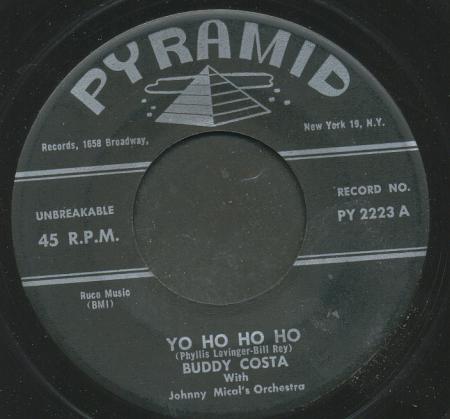 PYRAMID
Records, 1658 Broadway,
New York 19, N.Y.
UNBREAKABLE
45 R.P.M.
RECORD NO.
PY 2223 A
Ruco Music
(BMI)
YO HO HO HO
(Phyllis Lovinger-Bill Rey)
BUDDY COSTA
With
Johnny Mical's Orchestra